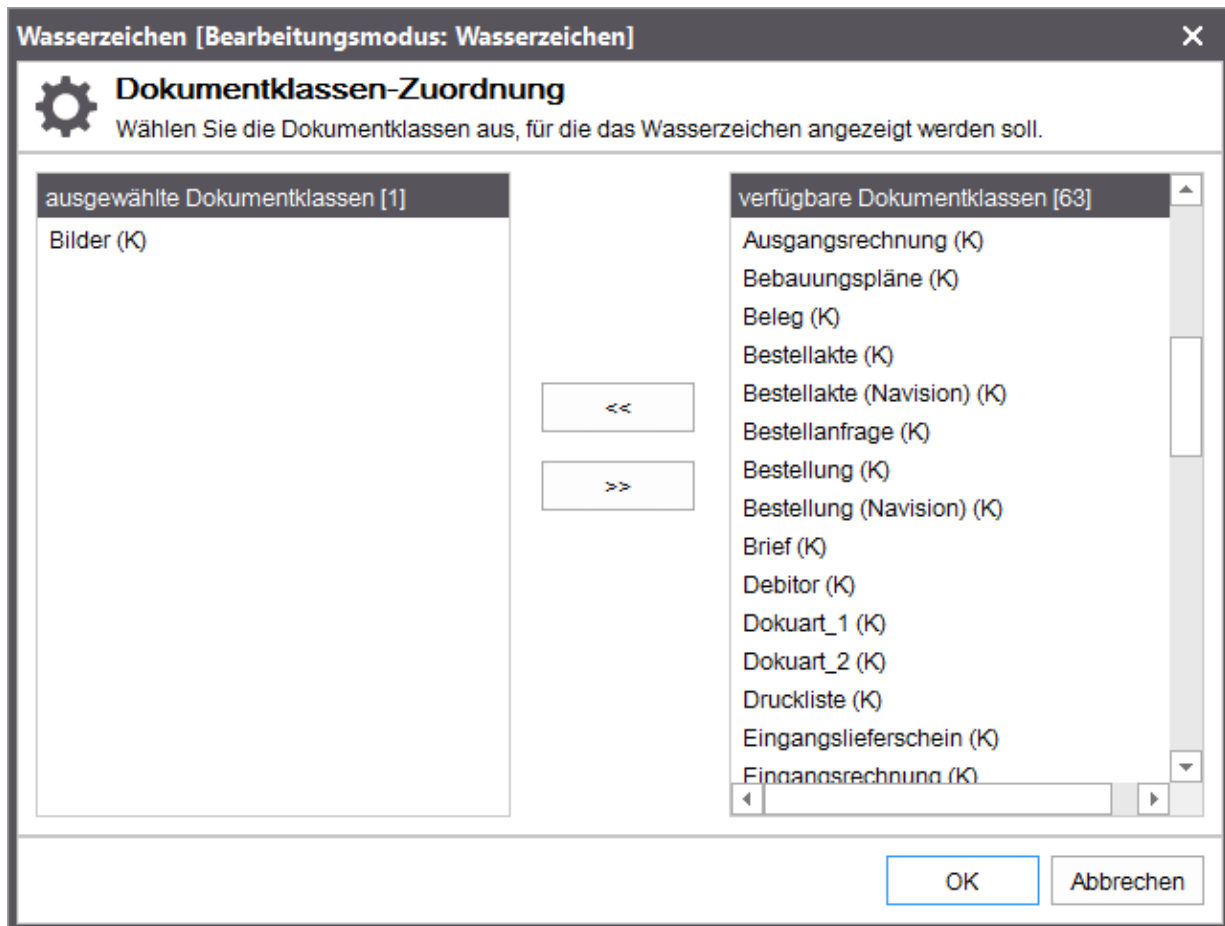 Wasserzeichen [Bearbeitungsmodus: Wasserzeichen]
Dokumentklassen-Zuordnung
Wählen Sie die Dokumentklassen aus, für die das Wasserzeichen angezeigt werden soll.
ausgewählte Dokumentklassen [1]
Bilder (K)
<<
>>
verfügbare Dokumentklassen [63]
Ausgangsrechnung (K)
Bebauungspläne (K)
Beleg (K)
Bestellakte (K)
Bestellakte (Navision) (K)
Bestellanfrage (K)
Bestellung (K)
Bestellung (Navision) (K)
Brief (K)
Debitor (K)
Dokuart_1 (K)
Dokuart_2 (K)
Druckliste (K)
Eingangslieferschein (K)
Eingangsrechnung (K)
OK
Abbrechen